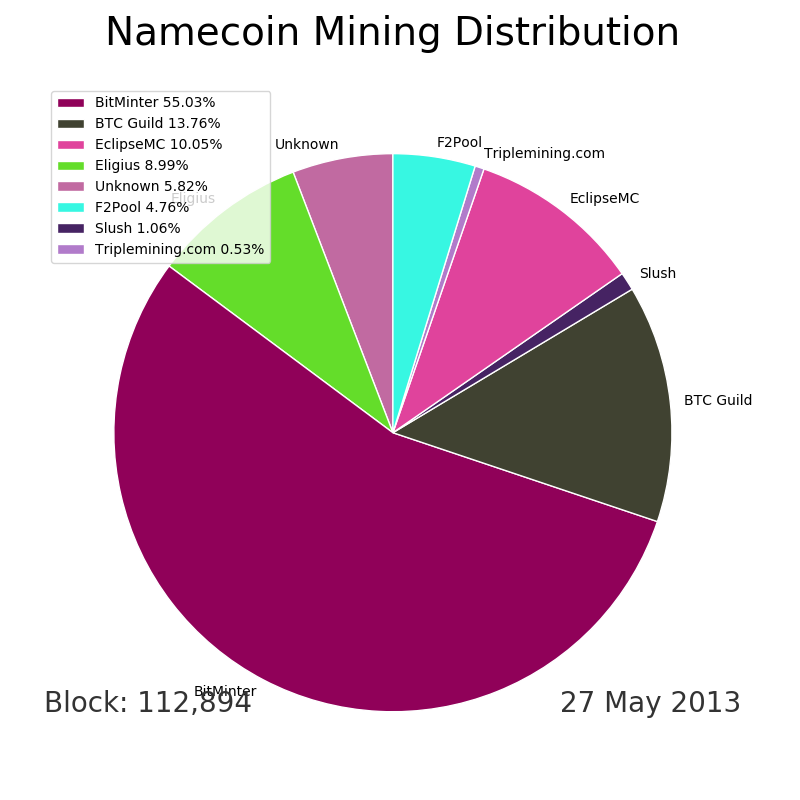 Namecoin Mining Distribution
BitMinter 55.03%
BTC Guild 13.76%
EclipseMC 10.05%
Eligius 8.99%
Unknown 5.82%
F2Pool 4.76%
Slush 1.06%
Triplemining.com 0.53%
Unknown
F2Pool
Triplemining.com
Eligius
EclipseMC
Slush
BTC Guild
BitMinter
Block: 112,894
27 May 2013